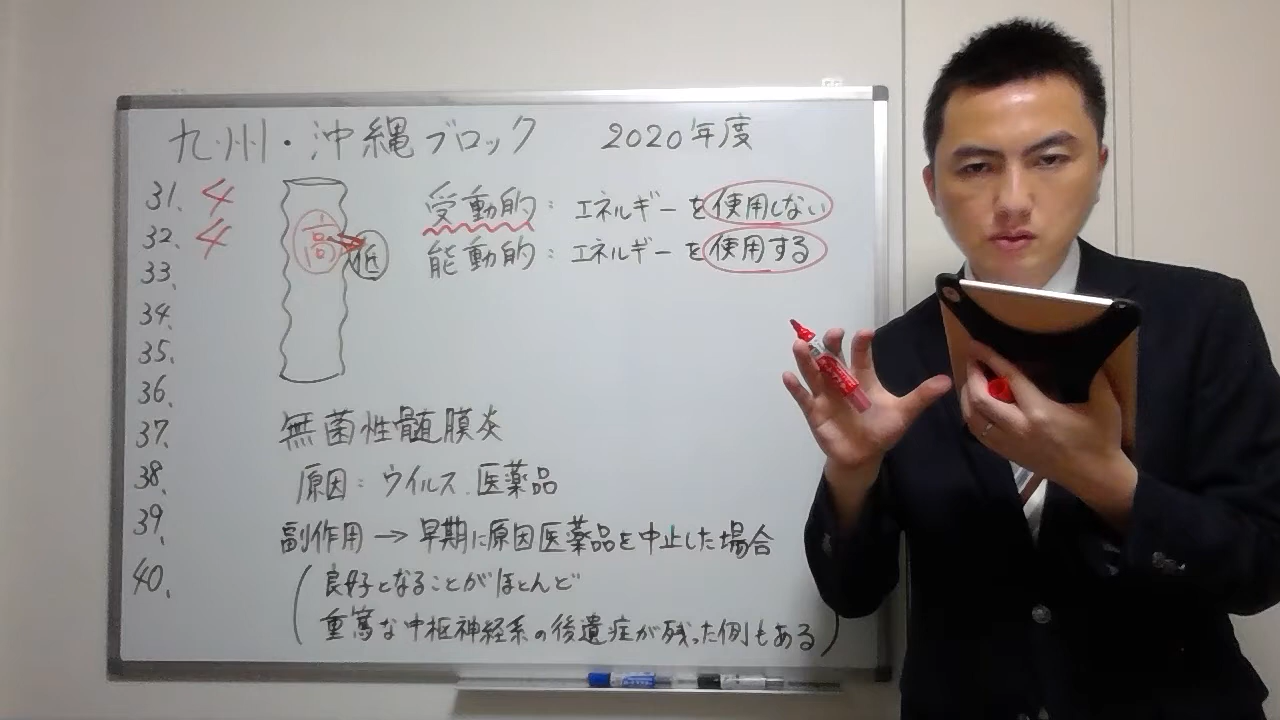 九州・沖縄ブロック 2020年度
31. 4
32. 4
33.
34.
35.
36.
37.
38.
39.
40.
高
低
受動的：エネルギーを使用しない
能動的：エネルギーを使用する
無菌性髄膜炎
原因：ウイルス、医薬品
副作用→早期に原因医薬品を中止した場合
(良好となることがほとんど
重篤な中枢神経系の後遺症が残った例もある)